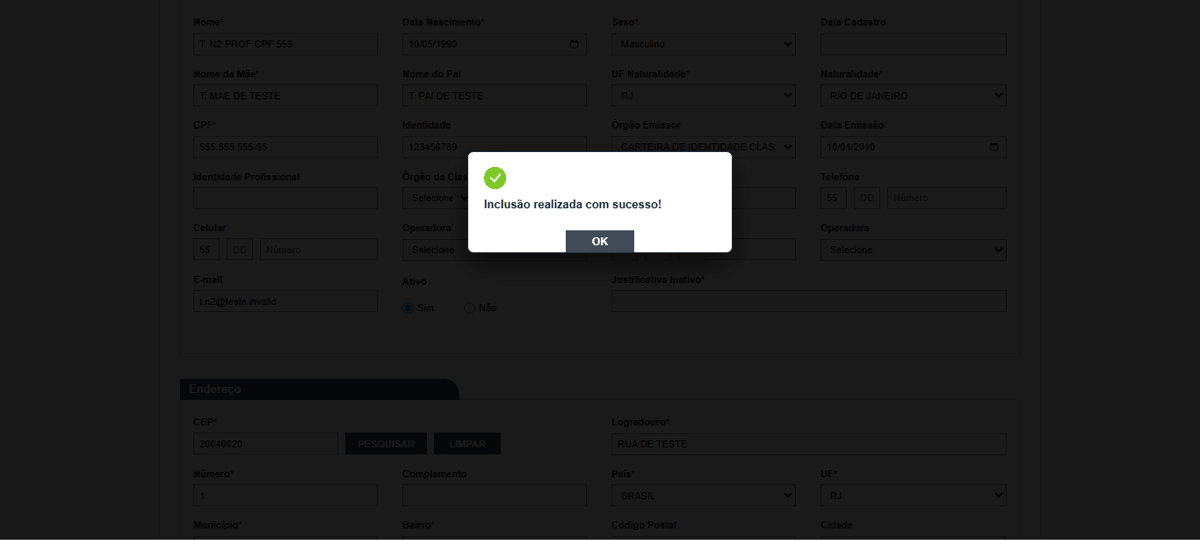 Nome* Data Nascimento* Sexo* Data Cadastro
T. N2 PROF CPF 555 10/05/1990 Masculino
Nome da Mãe* Nome do Pai UF Naturalidade* Naturalidade*
T. MAE DE TESTE T. PAI DE TESTE RJ RIO DE JANEIRO
CPF* Identidade Órgão Emissor Data Emissão
555.555.555-55 123456789 CARTEIRA DE IDENTIDADE CLAS 10/01/2010
Identidade Profissional Órgão da Clas Telefone
Selecione 55 DD Número
Inclusão realizada com sucesso!
OK
Celular Operadora Operadora
55 DD Número Selecione Selecione
E-mail Ativo Justificativa Inativo*
t.n2@teste.invalid Sim Não
Endereço
CEP* Logradouro*
20040020 PESQUISAR LIMPAR RUA DE TESTE
Número* Complemento País* UF*
1 BRASIL RJ
Município* Bairro* Código Postal Cidade